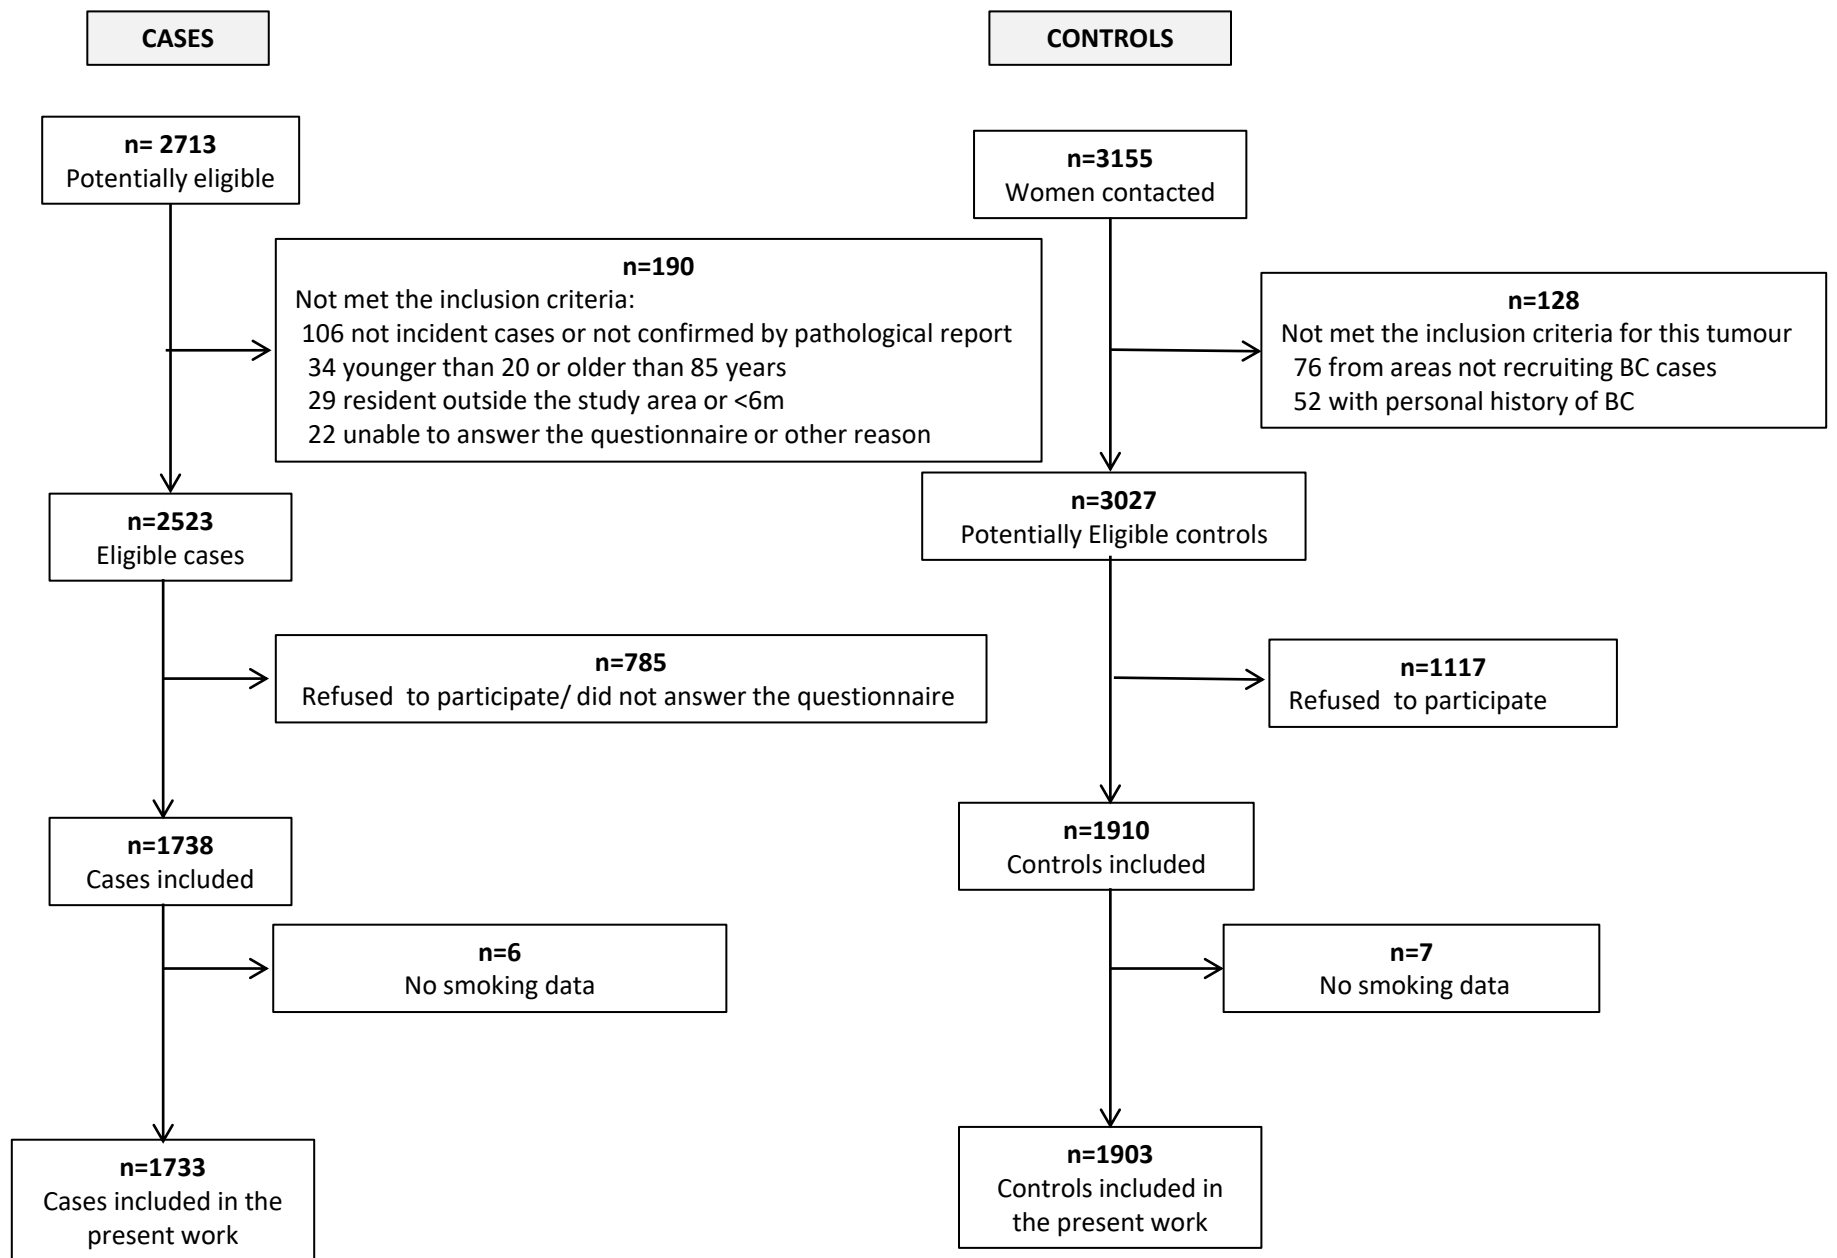 CASES
n= 2713
Potentially eligible
n=190
Not met the inclusion criteria:
106 not incident cases or not confirmed by pathological report
34 younger than 20 or older than 85 years
29 resident outside the study area or <6m
22 unable to answer the questionnaire or other reason
n=2523
Eligible cases
n=785
Refused  to participate/ did not answer the questionnaire
n=1738
Cases included
n=6
No smoking data
n=1733
Cases included in the
present work
CONTROLS
n=3155
Women contacted
n=128
Not met the inclusion criteria for this tumour
76 from areas not recruiting BC cases
52 with personal history of BC
n=3027
Potentially Eligible controls
n=1117
Refused  to participate
n=1910
Controls included
n=7
No smoking data
n=1903
Controls included in
the present work